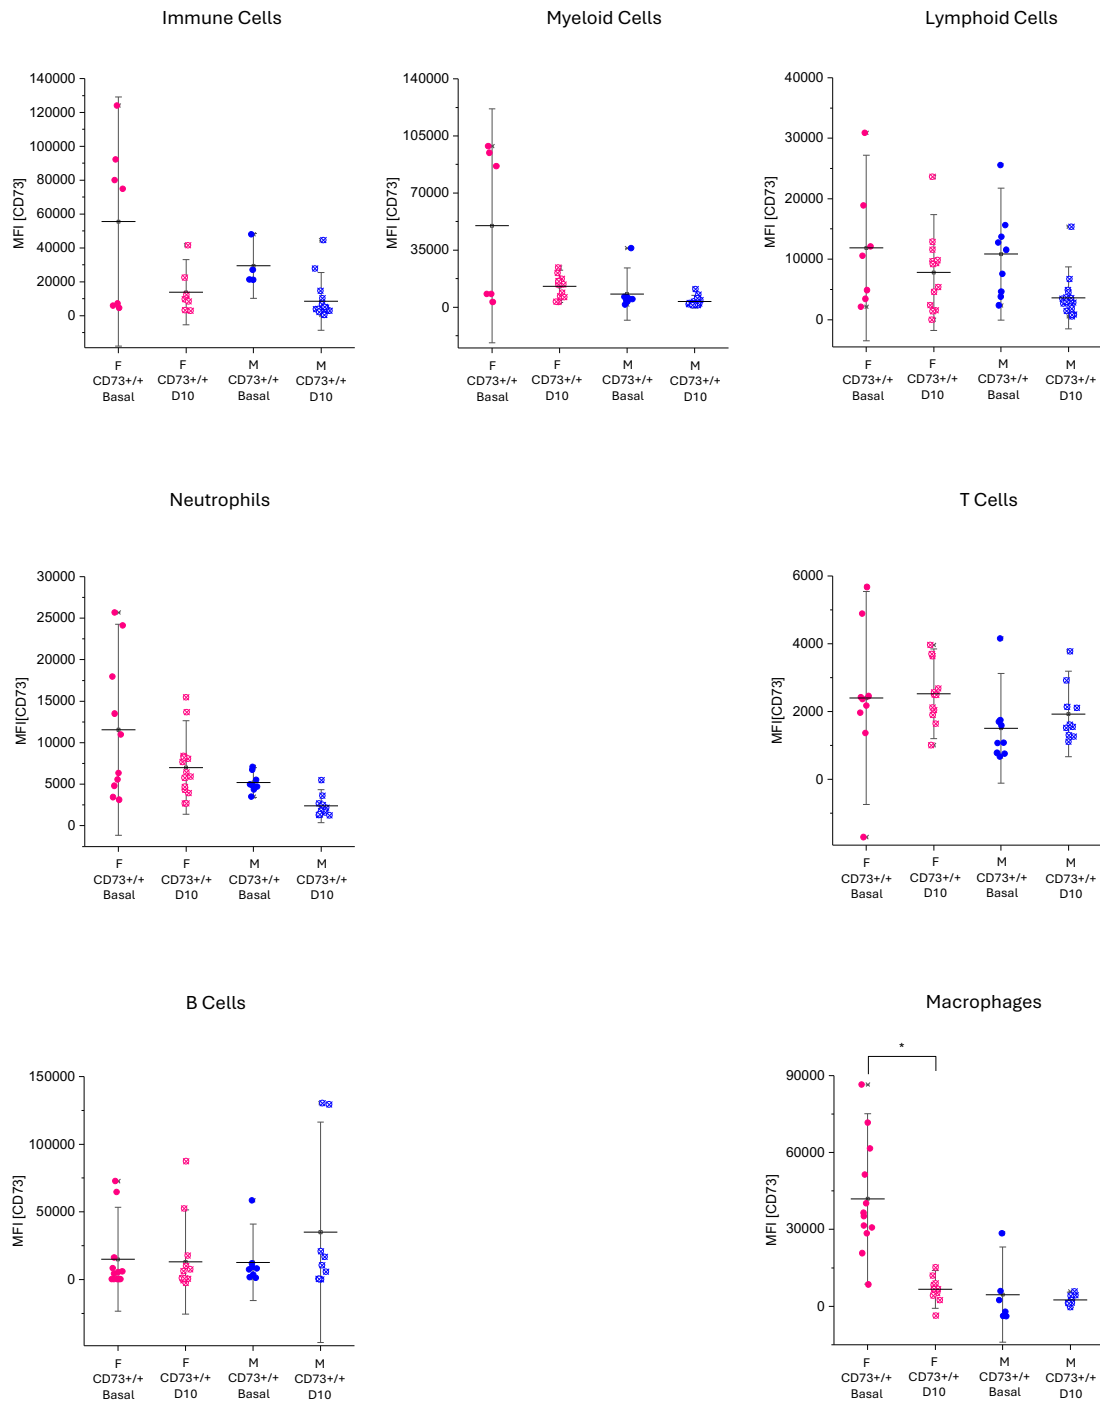 Immune Cells
MFI [CD73]
140000
120000
100000
80000
60000
40000
20000
0
F
CD73+/+
Basal
F
CD73+/+
D10
M
CD73+/+
Basal
M
CD73+/+
D10
Myeloid Cells
MFI [CD73]
140000
105000
70000
35000
0
F
CD73+/+
Basal
F
CD73+/+
D10
M
CD73+/+
Basal
M
CD73+/+
D10
Lymphoid Cells
MFI [CD73]
40000
30000
20000
10000
0
F
CD73+/+
Basal
F
CD73+/+
D10
M
CD73+/+
Basal
M
CD73+/+
D10
Neutrophils
MFI[CD73]
30000
25000
20000
15000
10000
5000
0
F
CD73+/+
Basal
F
CD73+/+
D10
M
CD73+/+
Basal
M
CD73+/+
D10
T Cells
MFI[CD73]
6000
4000
2000
0
F
CD73+/+
Basal
F
CD73+/+
D10
M
CD73+/+
Basal
M
CD73+/+
D10
B Cells
MFI [CD73]
150000
100000
50000
0
F
CD73+/+
Basal
F
CD73+/+
D10
M
CD73+/+
Basal
M
CD73+/+
D10
Macrophages
*
MFI [CD73]
90000
60000
30000
0
F
CD73+/+
Basal
F
CD73+/+
D10
M
CD73+/+
Basal
M
CD73+/+
D10